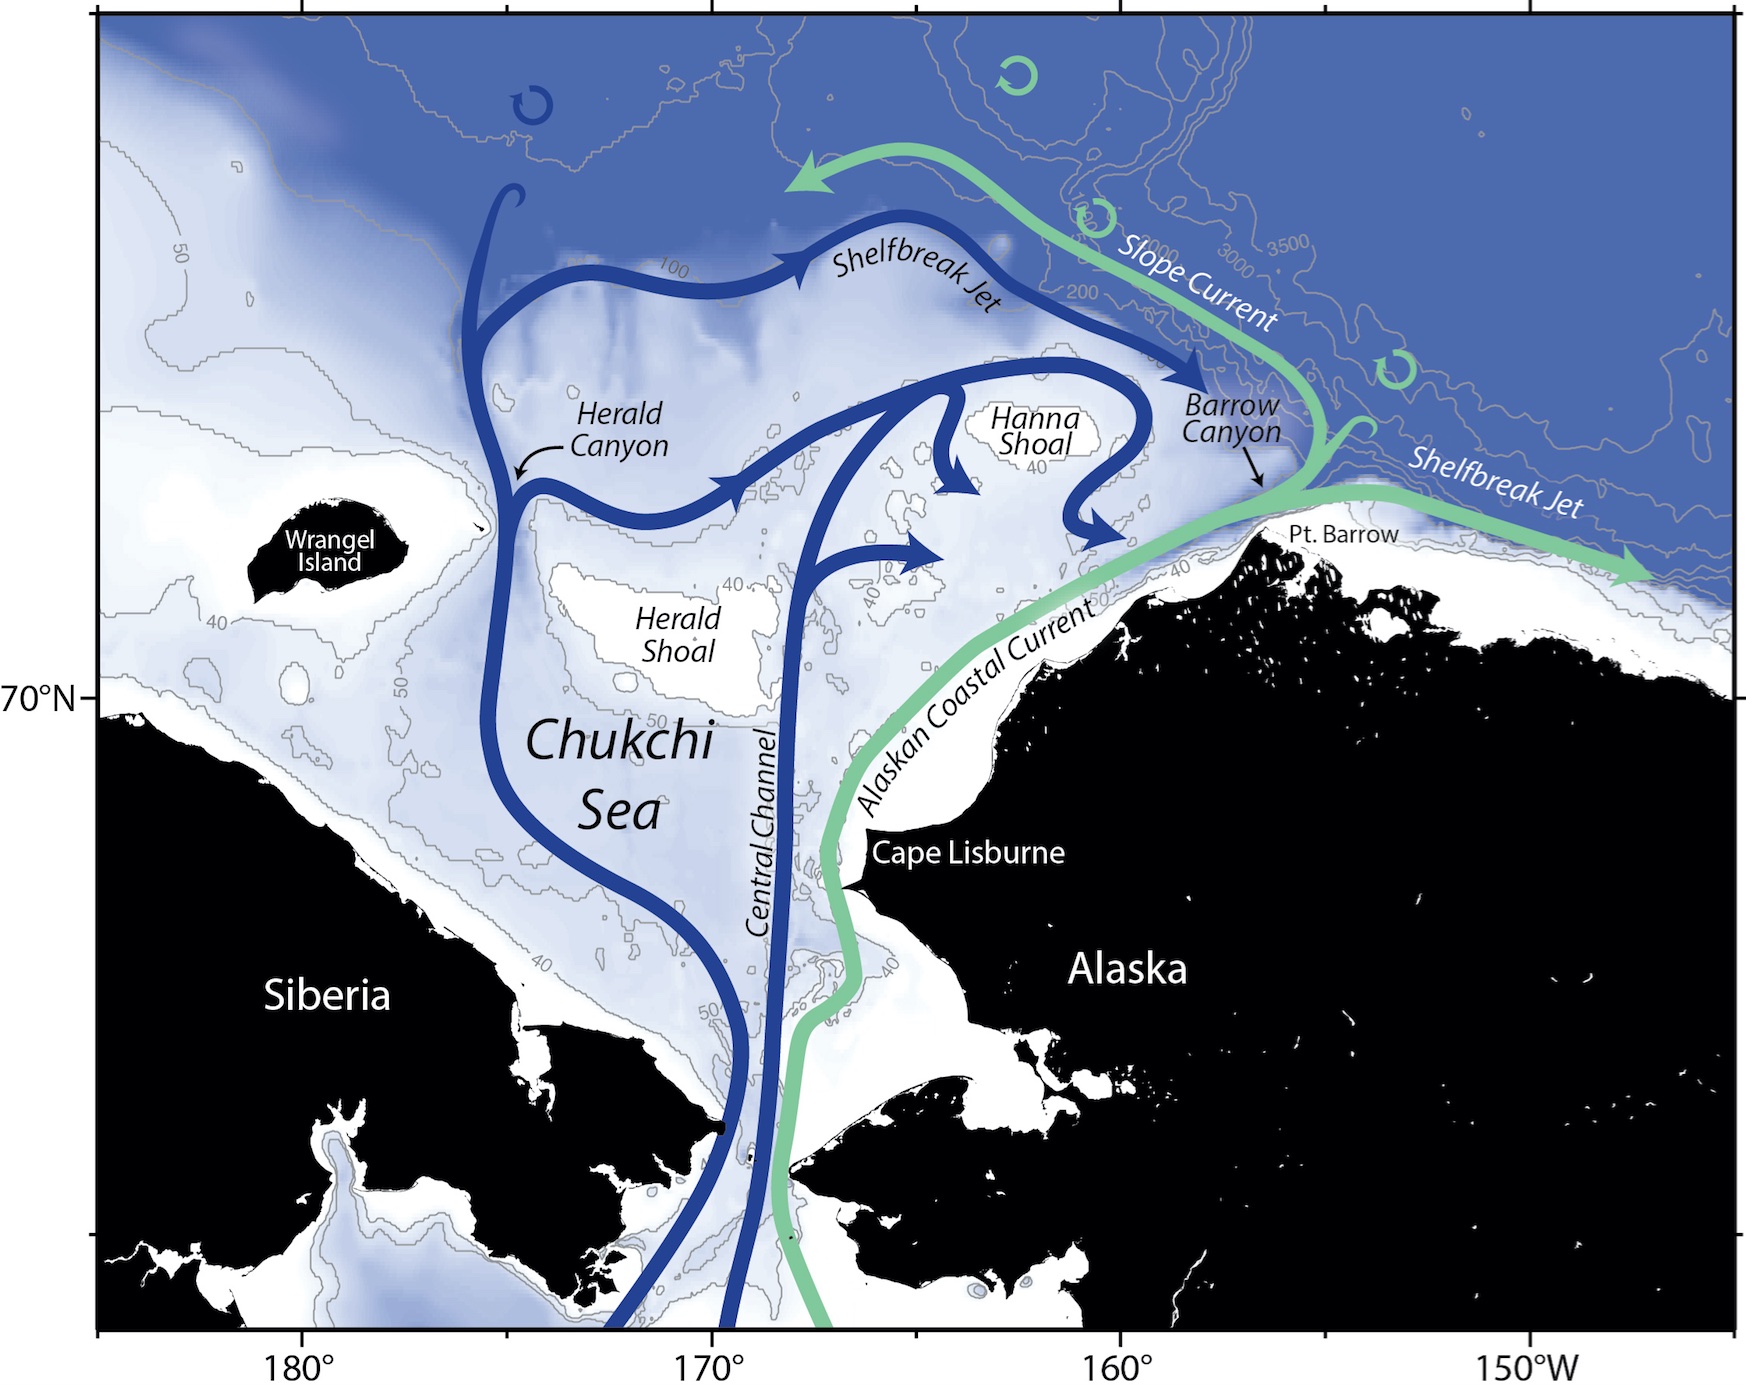 50
100
Shelfbreak Jet
Slope Current
3000
3500
200
Herald
Canyon
Hanna
Shoal
40
Barrow
Canyon
Shelfbreak Jet
Pt. Barrow
Wrangel
Island
40
40
40
40
50
Herald
Shoal
50
50
Alaskan Coastal Current
70°N
Chukchi
Sea
Central Channel
Cape Lisburne
40
40
50
Siberia
Alaska
180°
170°
160°
150°W